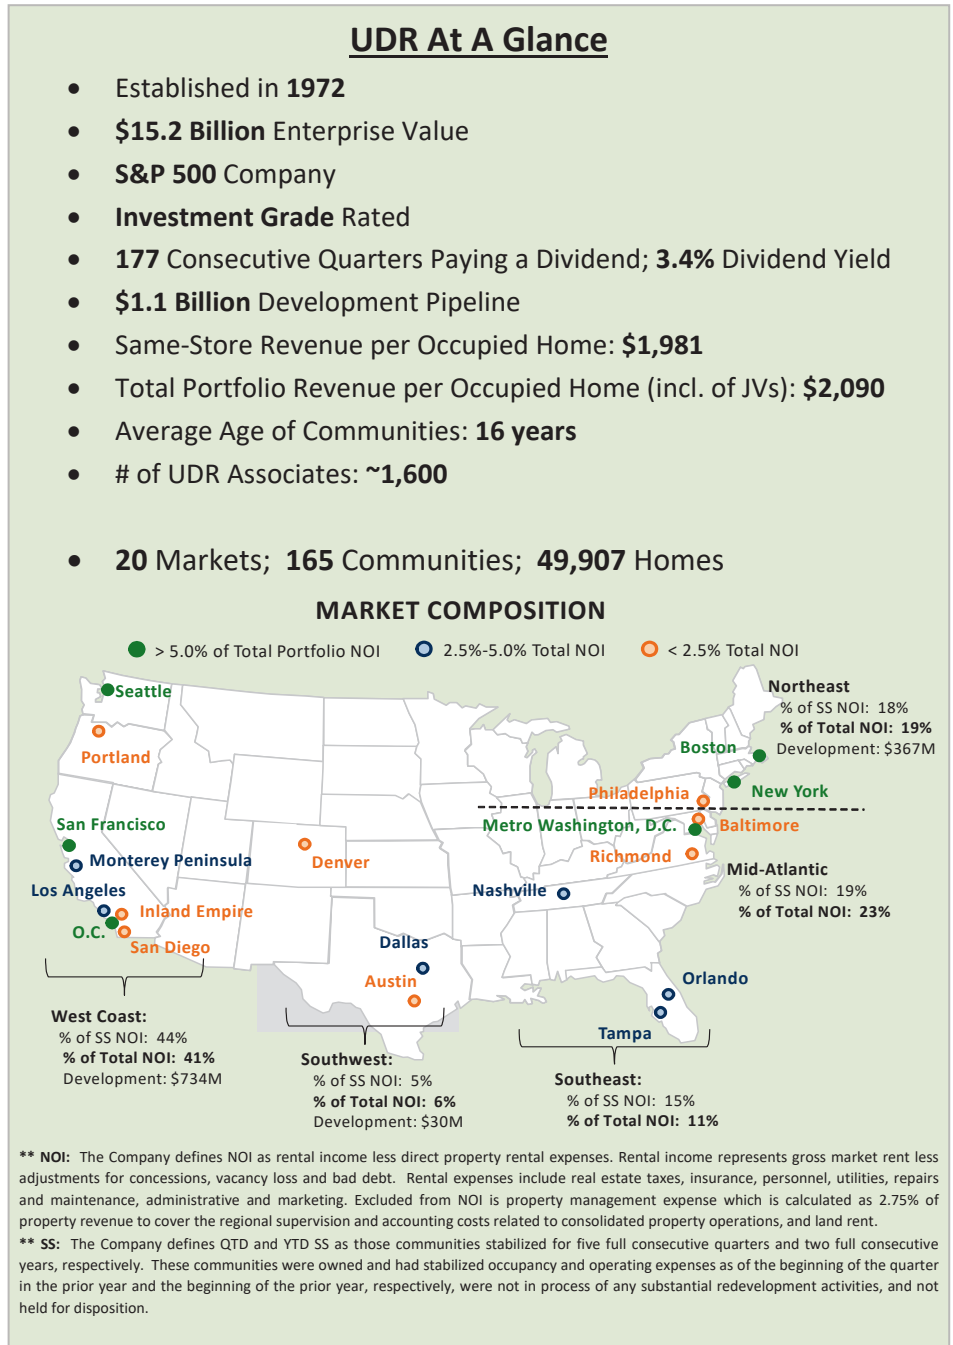 UDR At A Glance
• Established in 1972
• $15.2 Billion Enterprise Value
• S&P 500 Company
• Investment Grade Rated
• 177 Consecutive Quarters Paying a Dividend; 3.4% Dividend Yield
• $1.1 Billion Development Pipeline
• Same-Store Revenue per Occupied Home: $1,981
• Total Portfolio Revenue per Occupied Home (incl. of JVs): $2,090
• Average Age of Communities: 16 years
• # of UDR Associates: ~1,600
• 20 Markets; 165 Communities; 49,907 Homes
MARKET COMPOSITION
> 5.0% of Total Portfolio NOI
2.5%-5.0% Total NOI
< 2.5% Total NOI
Seattle
Portland
San Francisco
Monterey Peninsula
Los Angeles
Inland Empire
O.C.
San Diego
Denver
Dallas
Austin
Nashville
Boston
New York
Philadelphia
Metro Washington, D.C.
Baltimore
Richmond
Orlando
Tampa
Northeast
% of SS NOI: 18%
% of Total NOI: 19%
Development: $367M
Mid-Atlantic
% of SS NOI: 19%
% of Total NOI: 23%
West Coast:
% of SS NOI: 44%
% of Total NOI: 41%
Development: $734M
Southwest:
% of SS NOI: 5%
% of Total NOI: 6%
Development: $30M
Southeast:
% of SS NOI: 15%
% of Total NOI: 11%
** NOI: The Company defines NOI as rental income less direct property rental expenses. Rental income represents gross market rent less
adjustments for concessions, vacancy loss and bad debt. Rental expenses include real estate taxes, insurance, personnel, utilities, repairs
and maintenance, administrative and marketing. Excluded from NOI is property management expense which is calculated as 2.75% of
property revenue to cover the regional supervision and accounting costs related to consolidated property operations, and land rent.
** SS: The Company defines QTD and YTD SS as those communities stabilized for five full consecutive quarters and two full consecutive
years, respectively. These communities were owned and had stabilized occupancy and operating expenses as of the beginning of the quarter
in the prior year and the beginning of the prior year, respectively, were not in process of any substantial redevelopment activities, and not
held for disposition.